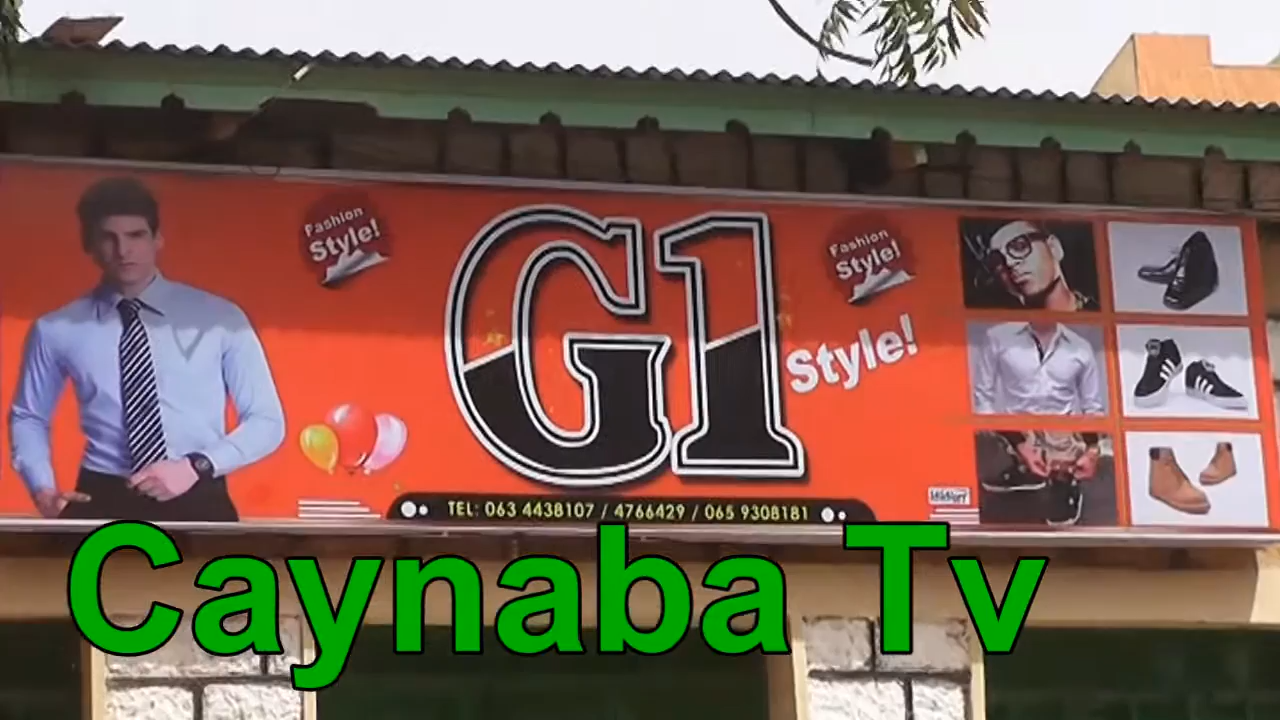 Fashion
Style!
G1
Style!
Fashion
Style!
TEL: 063 4438107 / 4766429 / 065 9308181
Caynaba Tv